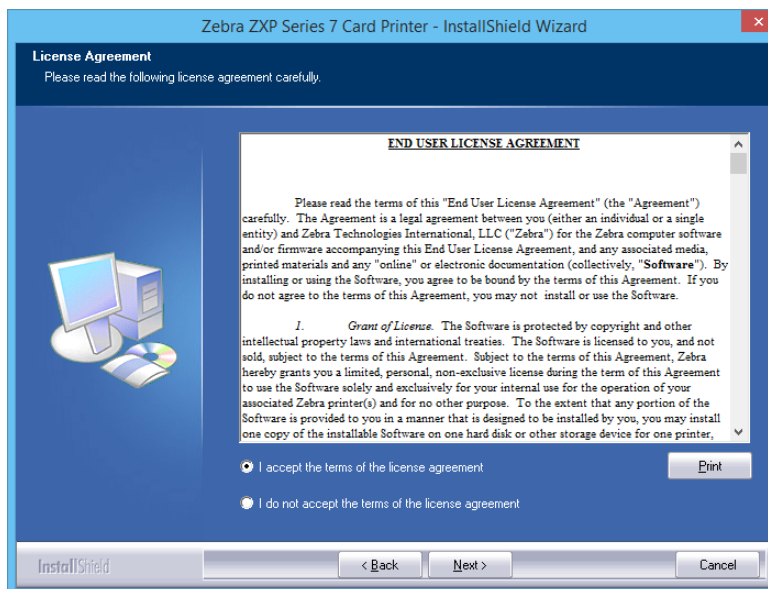 Zebra ZXP Series 7 Card Printer - InstallShield Wizard
License Agreement
Please read the following license agreement carefully.
END USER LICENSE AGREEMENT
Please read the terms of this "End User License Agreement" (the "Agreement")
carefully. The Agreement is a legal agreement between you (either an individual or a single
entity) and Zebra Technologies International, LLC ("Zebra") for the Zebra computer software
and/or firmware accompanying this End User License Agreement, and any associated media,
printed materials and any "online" or electronic documentation (collectively, "Software"). By
installing or using the Software, you agree to be bound by the terms of this Agreement. If you
do not agree to the terms of this Agreement, you may not install or use the Software.
1. Grant of License. The Software is protected by copyright and other
intellectual property laws and international treaties. The Software is licensed to you, and not
sold, subject to the terms of this Agreement. Subject to the terms of this Agreement, Zebra
hereby grants you a limited, personal, non-exclusive license during the term of this Agreement
to use the Software solely and exclusively for your internal use for the operation of your
associated Zebra printer(s) and for no other purpose. To the extent that any portion of the
Software is provided to you in a manner that is designed to be installed by you, you may install
one copy of the installable Software on one hard disk or other storage device for one printer,
I accept the terms of the license agreement
Print
I do not accept the terms of the license agreement
InstallShield
< Back
Next >
Cancel